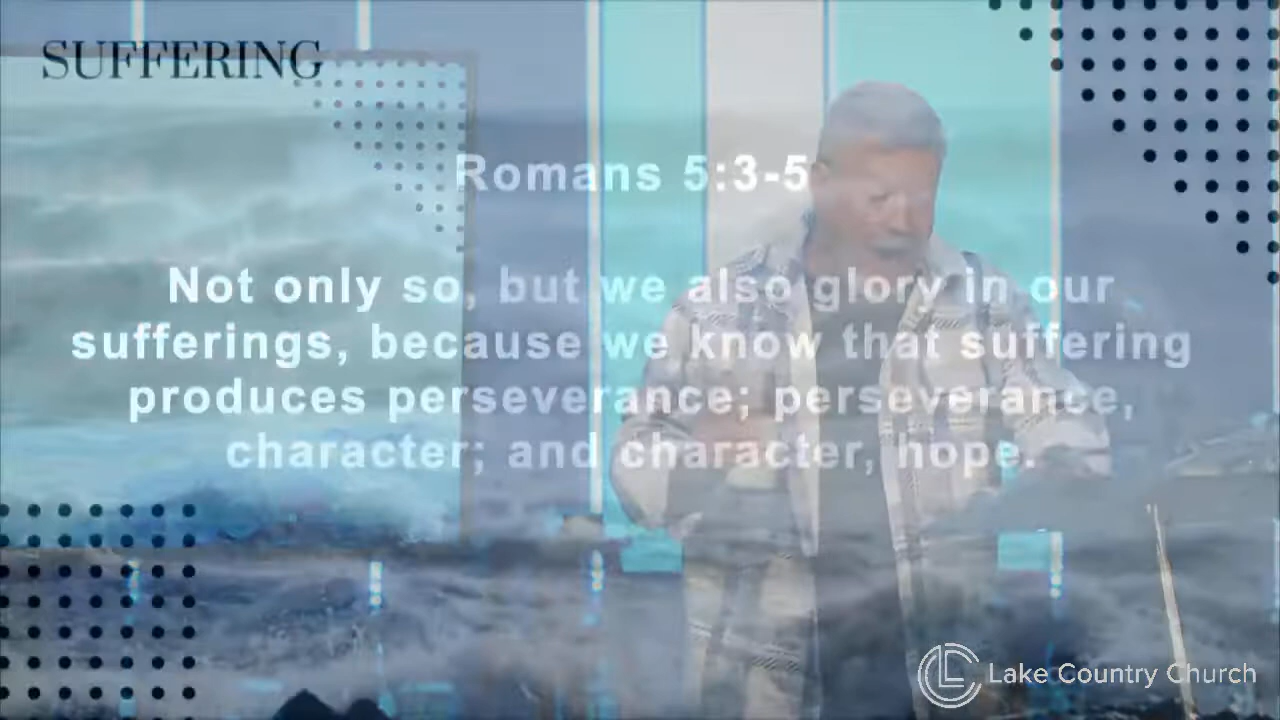 SUFFERING
Romans 5:3-5
Not only so, but we also glory in our
sufferings, because we know that suffering
produces perseverance; perseverance,
character; and character, hope.
Lake Country Church